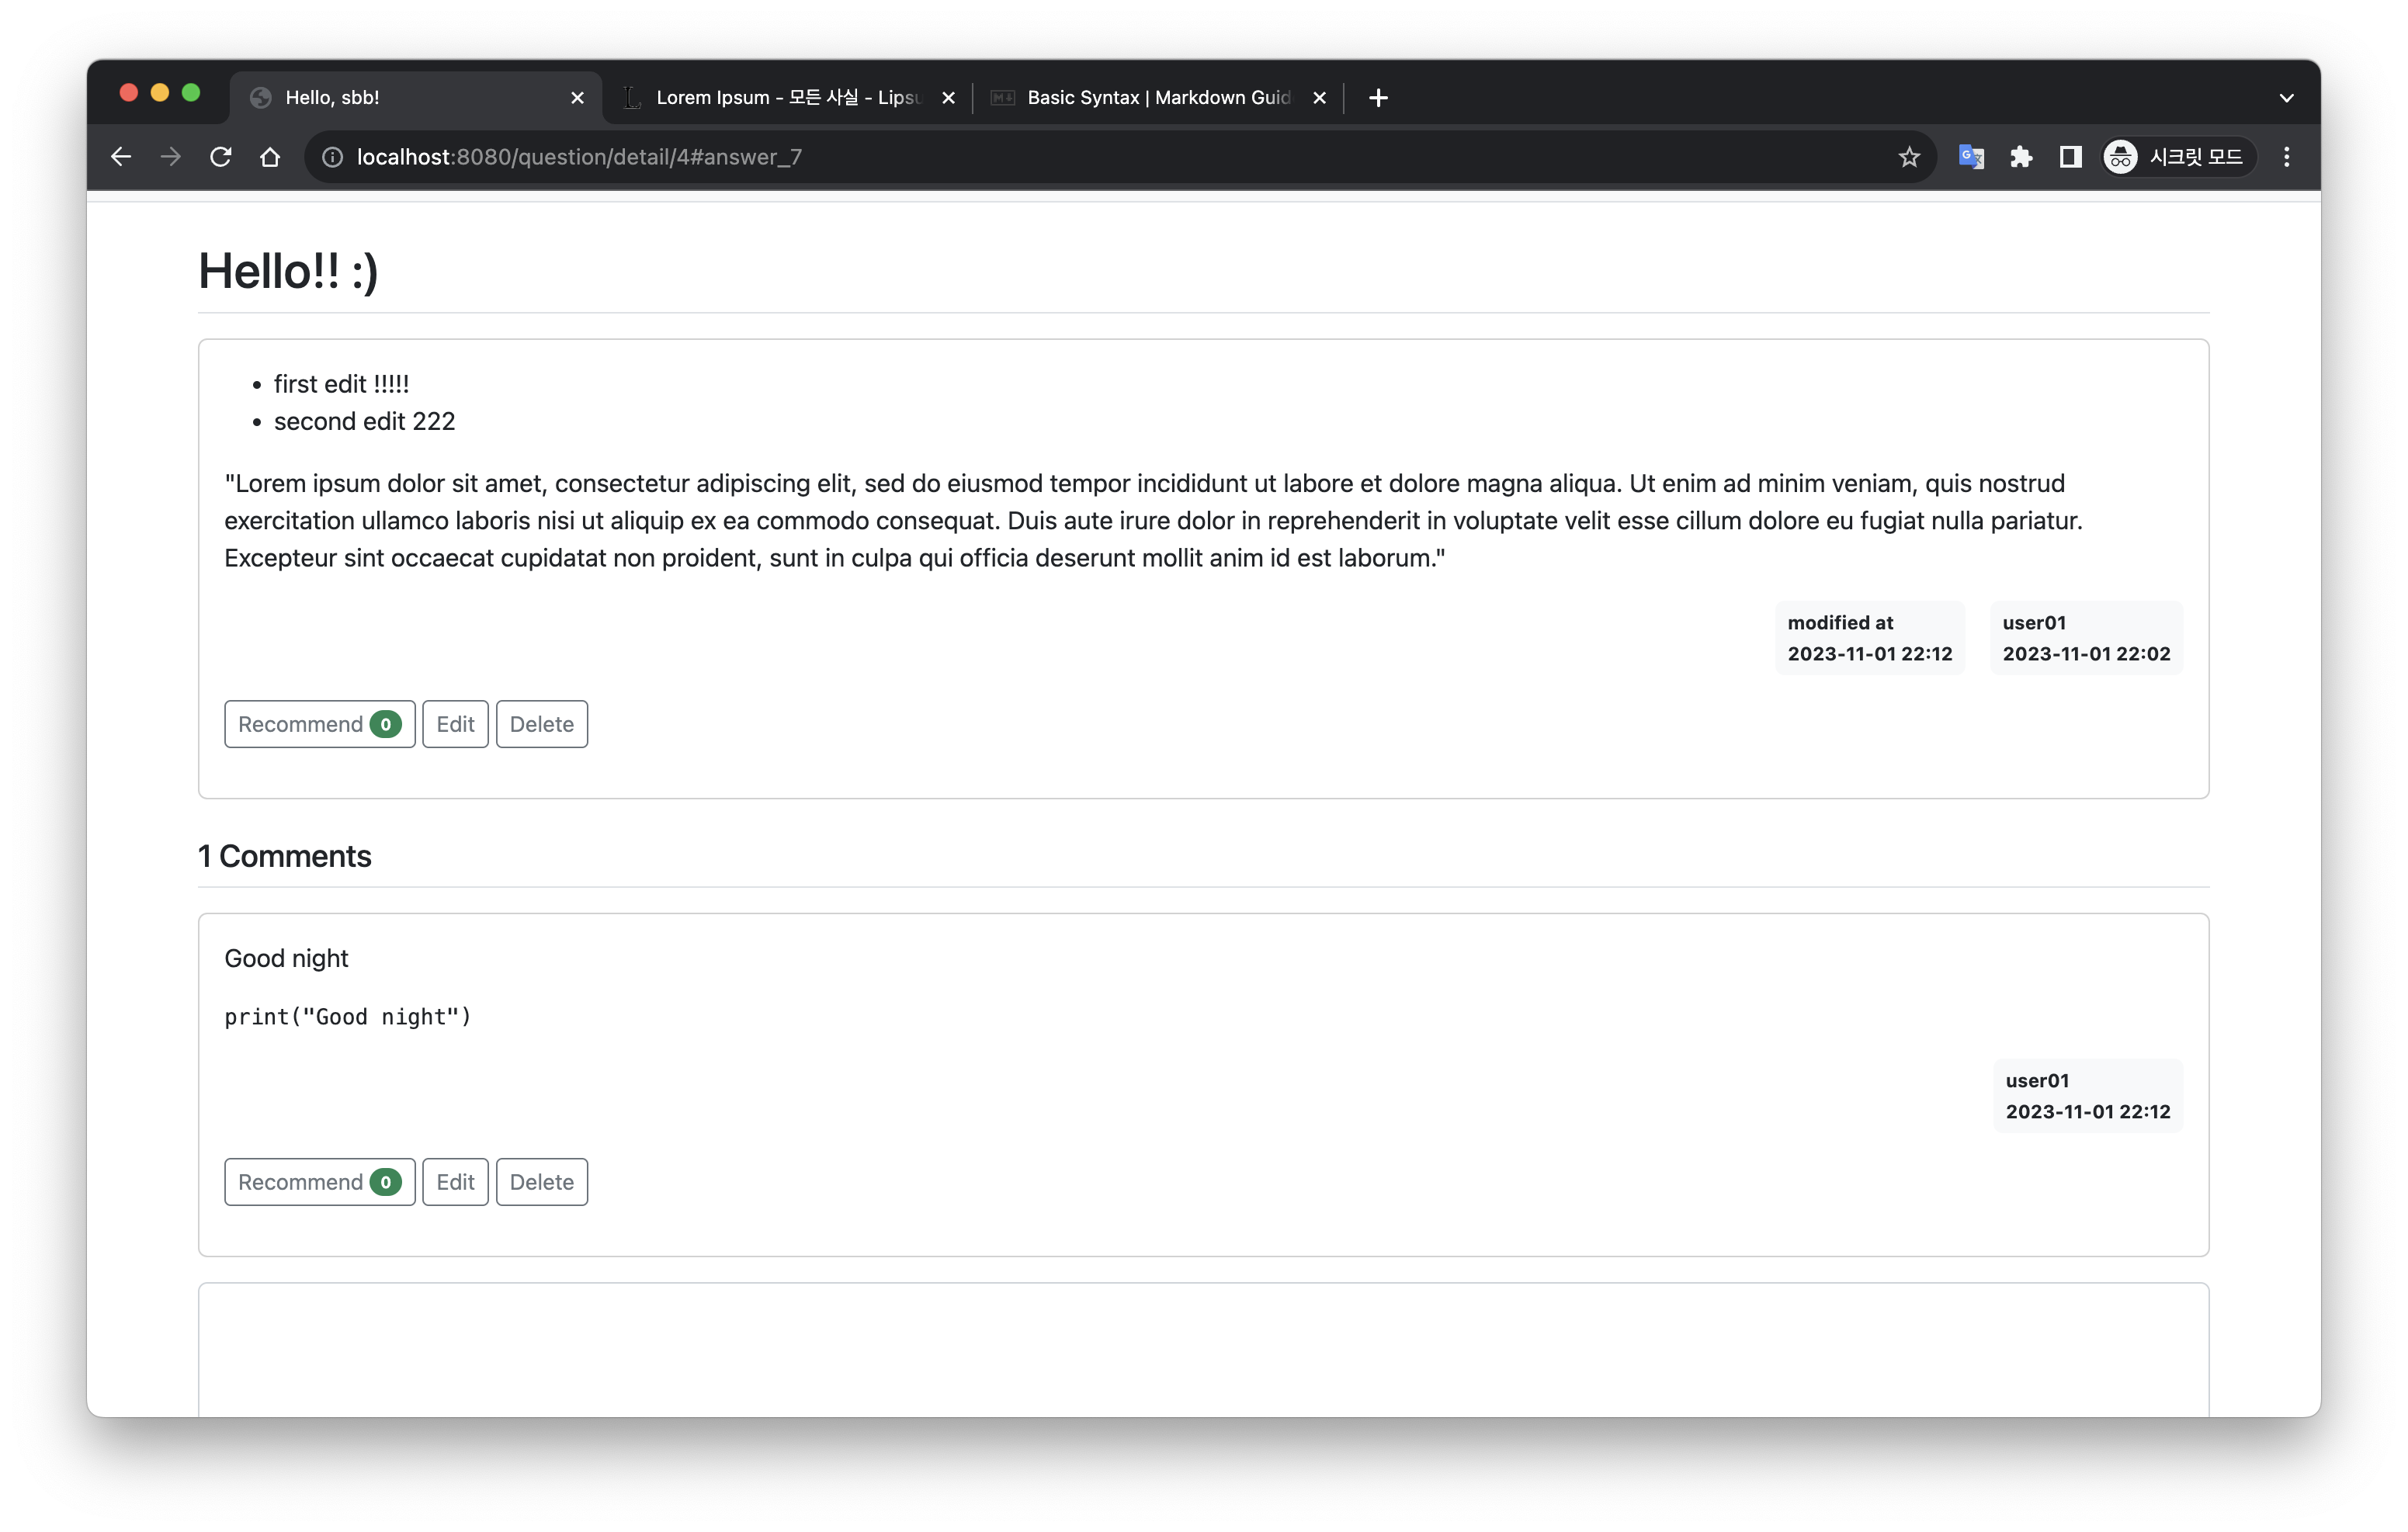 Hello, sbb!
Lorem Ipsum - 모든 사실 - Lipsu
Basic Syntax | Markdown Guid
localhost:8080/question/detail/4#answer_7
시크릿 모드
Hello!! :)
• first edit !!!!!
• second edit 222
"Lorem ipsum dolor sit amet, consectetur adipiscing elit, sed do eiusmod tempor incididunt ut labore et dolore magna aliqua. Ut enim ad minim veniam, quis nostrud
exercitation ullamco laboris nisi ut aliquip ex ea commodo consequat. Duis aute irure dolor in reprehenderit in voluptate velit esse cillum dolore eu fugiat nulla pariatur.
Excepteur sint occaecat cupidatat non proident, sunt in culpa qui officia deserunt mollit anim id est laborum."
modified at
2023-11-01 22:12
user01
2023-11-01 22:02
Recommend 0 Edit Delete
1 Comments
Good night
print("Good night")
user01
2023-11-01 22:12
Recommend 0 Edit Delete